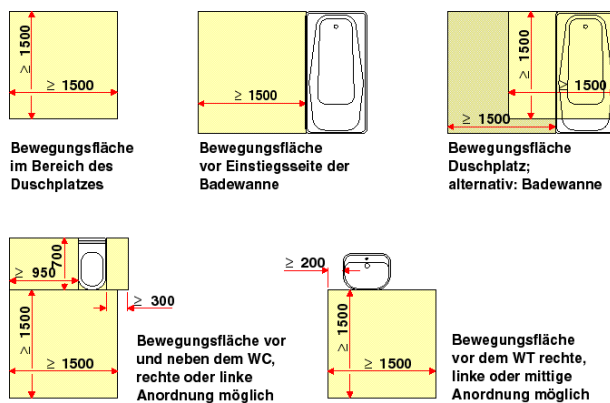 ≥ 1500
≥ 1500
Bewegungsfläche
im Bereich des
Duschplatzes
≥ 1500
Bewegungsfläche
vor Einstiegsseite der
Badewanne
≥ 1500
≥ 1500
≥ 1500
Bewegungsfläche
Duschplatz;
alternativ: Badewanne
700
≥ 950
≥ 300
≥ 1500
≥ 1500
Bewegungsfläche vor
und neben dem WC,
rechte oder linke
Anordnung möglich
≥ 200
≥ 1500
≥ 1500
Bewegungsfläche
vor dem WT rechte,
linke oder mittige
Anordnung möglich